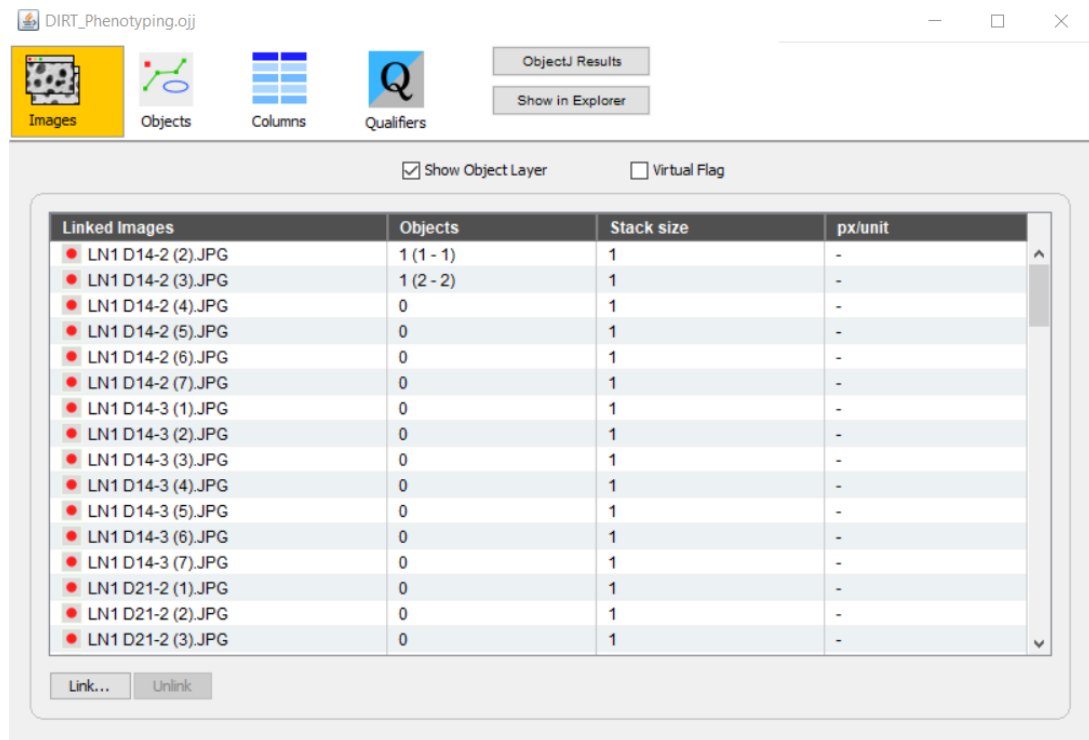 DIRT_Phenotyping.ojj
ObjectJ Results
Show in Explorer
Q
Images Objects Columns Qualifiers
Show Object Layer Virtual Flag
Linked Images Objects Stack size px/unit
LN1 D14-2 (2).JPG 1 (1 - 1) 1 -
LN1 D14-2 (3).JPG 1 (2 - 2) 1 -
LN1 D14-2 (4).JPG 0 1 -
LN1 D14-2 (5).JPG 0 1 -
LN1 D14-2 (6).JPG 0 1 -
LN1 D14-2 (7).JPG 0 1 -
LN1 D14-3 (1).JPG 0 1 -
LN1 D14-3 (2).JPG 0 1 -
LN1 D14-3 (3).JPG 0 1 -
LN1 D14-3 (4).JPG 0 1 -
LN1 D14-3 (5).JPG 0 1 -
LN1 D14-3 (6).JPG 0 1 -
LN1 D14-3 (7).JPG 0 1 -
LN1 D21-2 (1).JPG 0 1 -
LN1 D21-2 (2).JPG 0 1 -
LN1 D21-2 (3).JPG 0 1 -
Link... Unlink